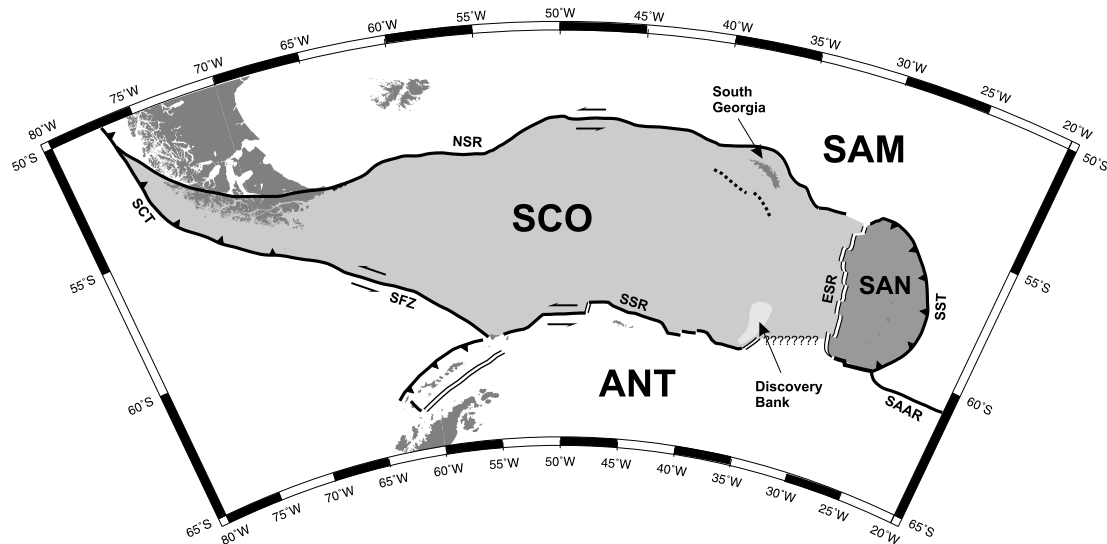 80°W
75°W
70°W
65°W
60°W
55°W
50°W
45°W
40°W
35°W
30°W
25°W
20°W
50°S
50°S
South
Georgia
SAM
NSR
SCT
SCO
ESR
SAN
SST
55°S
55°S
SFZ
SSR
????????
ANT
Discovery
Bank
SAAR
60°S
60°S
65°S
65°S
80°W
75°W
70°W
65°W
60°W
55°W
50°W
45°W
40°W
35°W
30°W
25°W
20°W